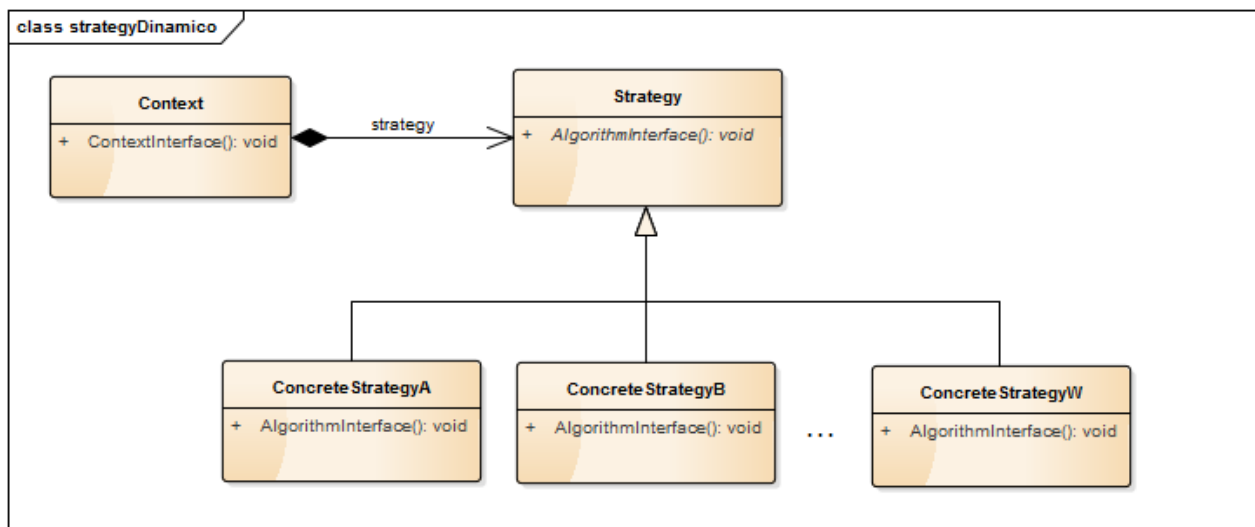 class strategyDinamico
Context
+ ContextInterface(): void
strategy
Strategy
+ AlgorithmInterface(): void
ConcreteStrategyA
+ AlgorithmInterface(): void
ConcreteStrategyB
+ AlgorithmInterface(): void
...
ConcreteStrategyW
+ AlgorithmInterface(): void